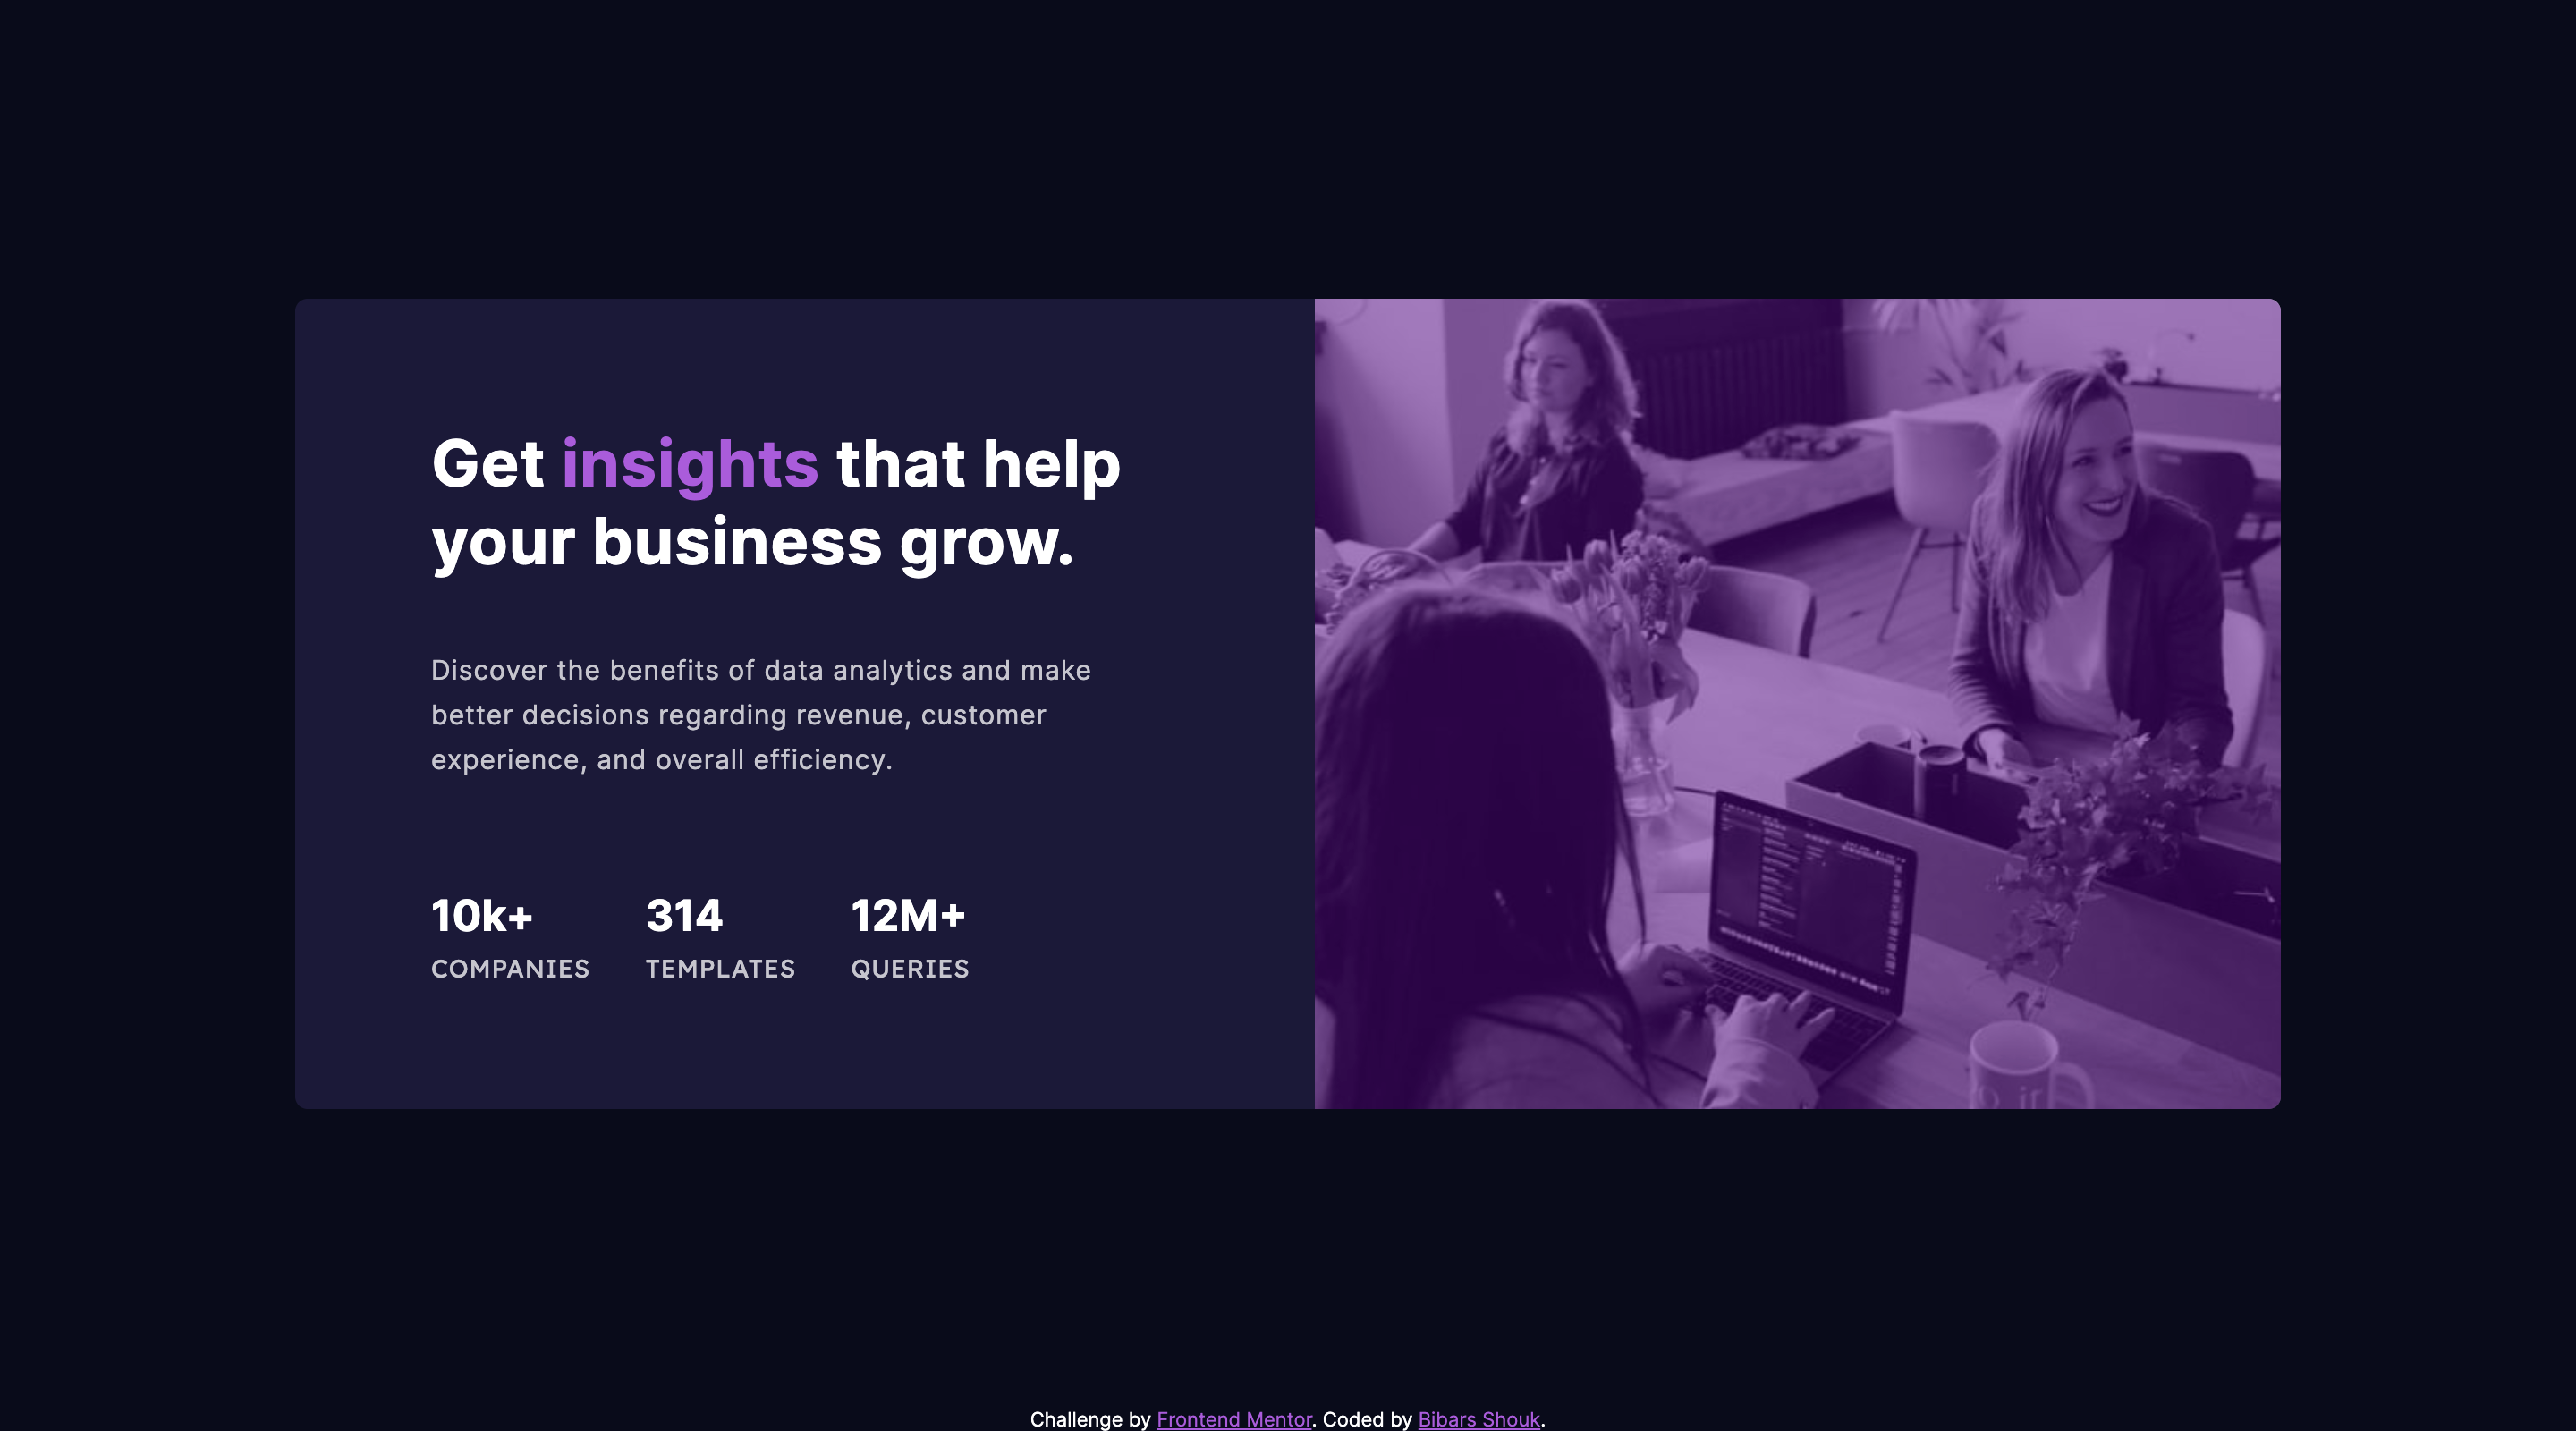 Get insights that help
your business grow.
Discover the benefits of data analytics and make
better decisions regarding revenue, customer
experience, and overall efficiency.
10k+ 314 12M+
COMPANIES TEMPLATES QUERIES
Challenge by Frontend Mentor. Coded by Bibars Shouk.